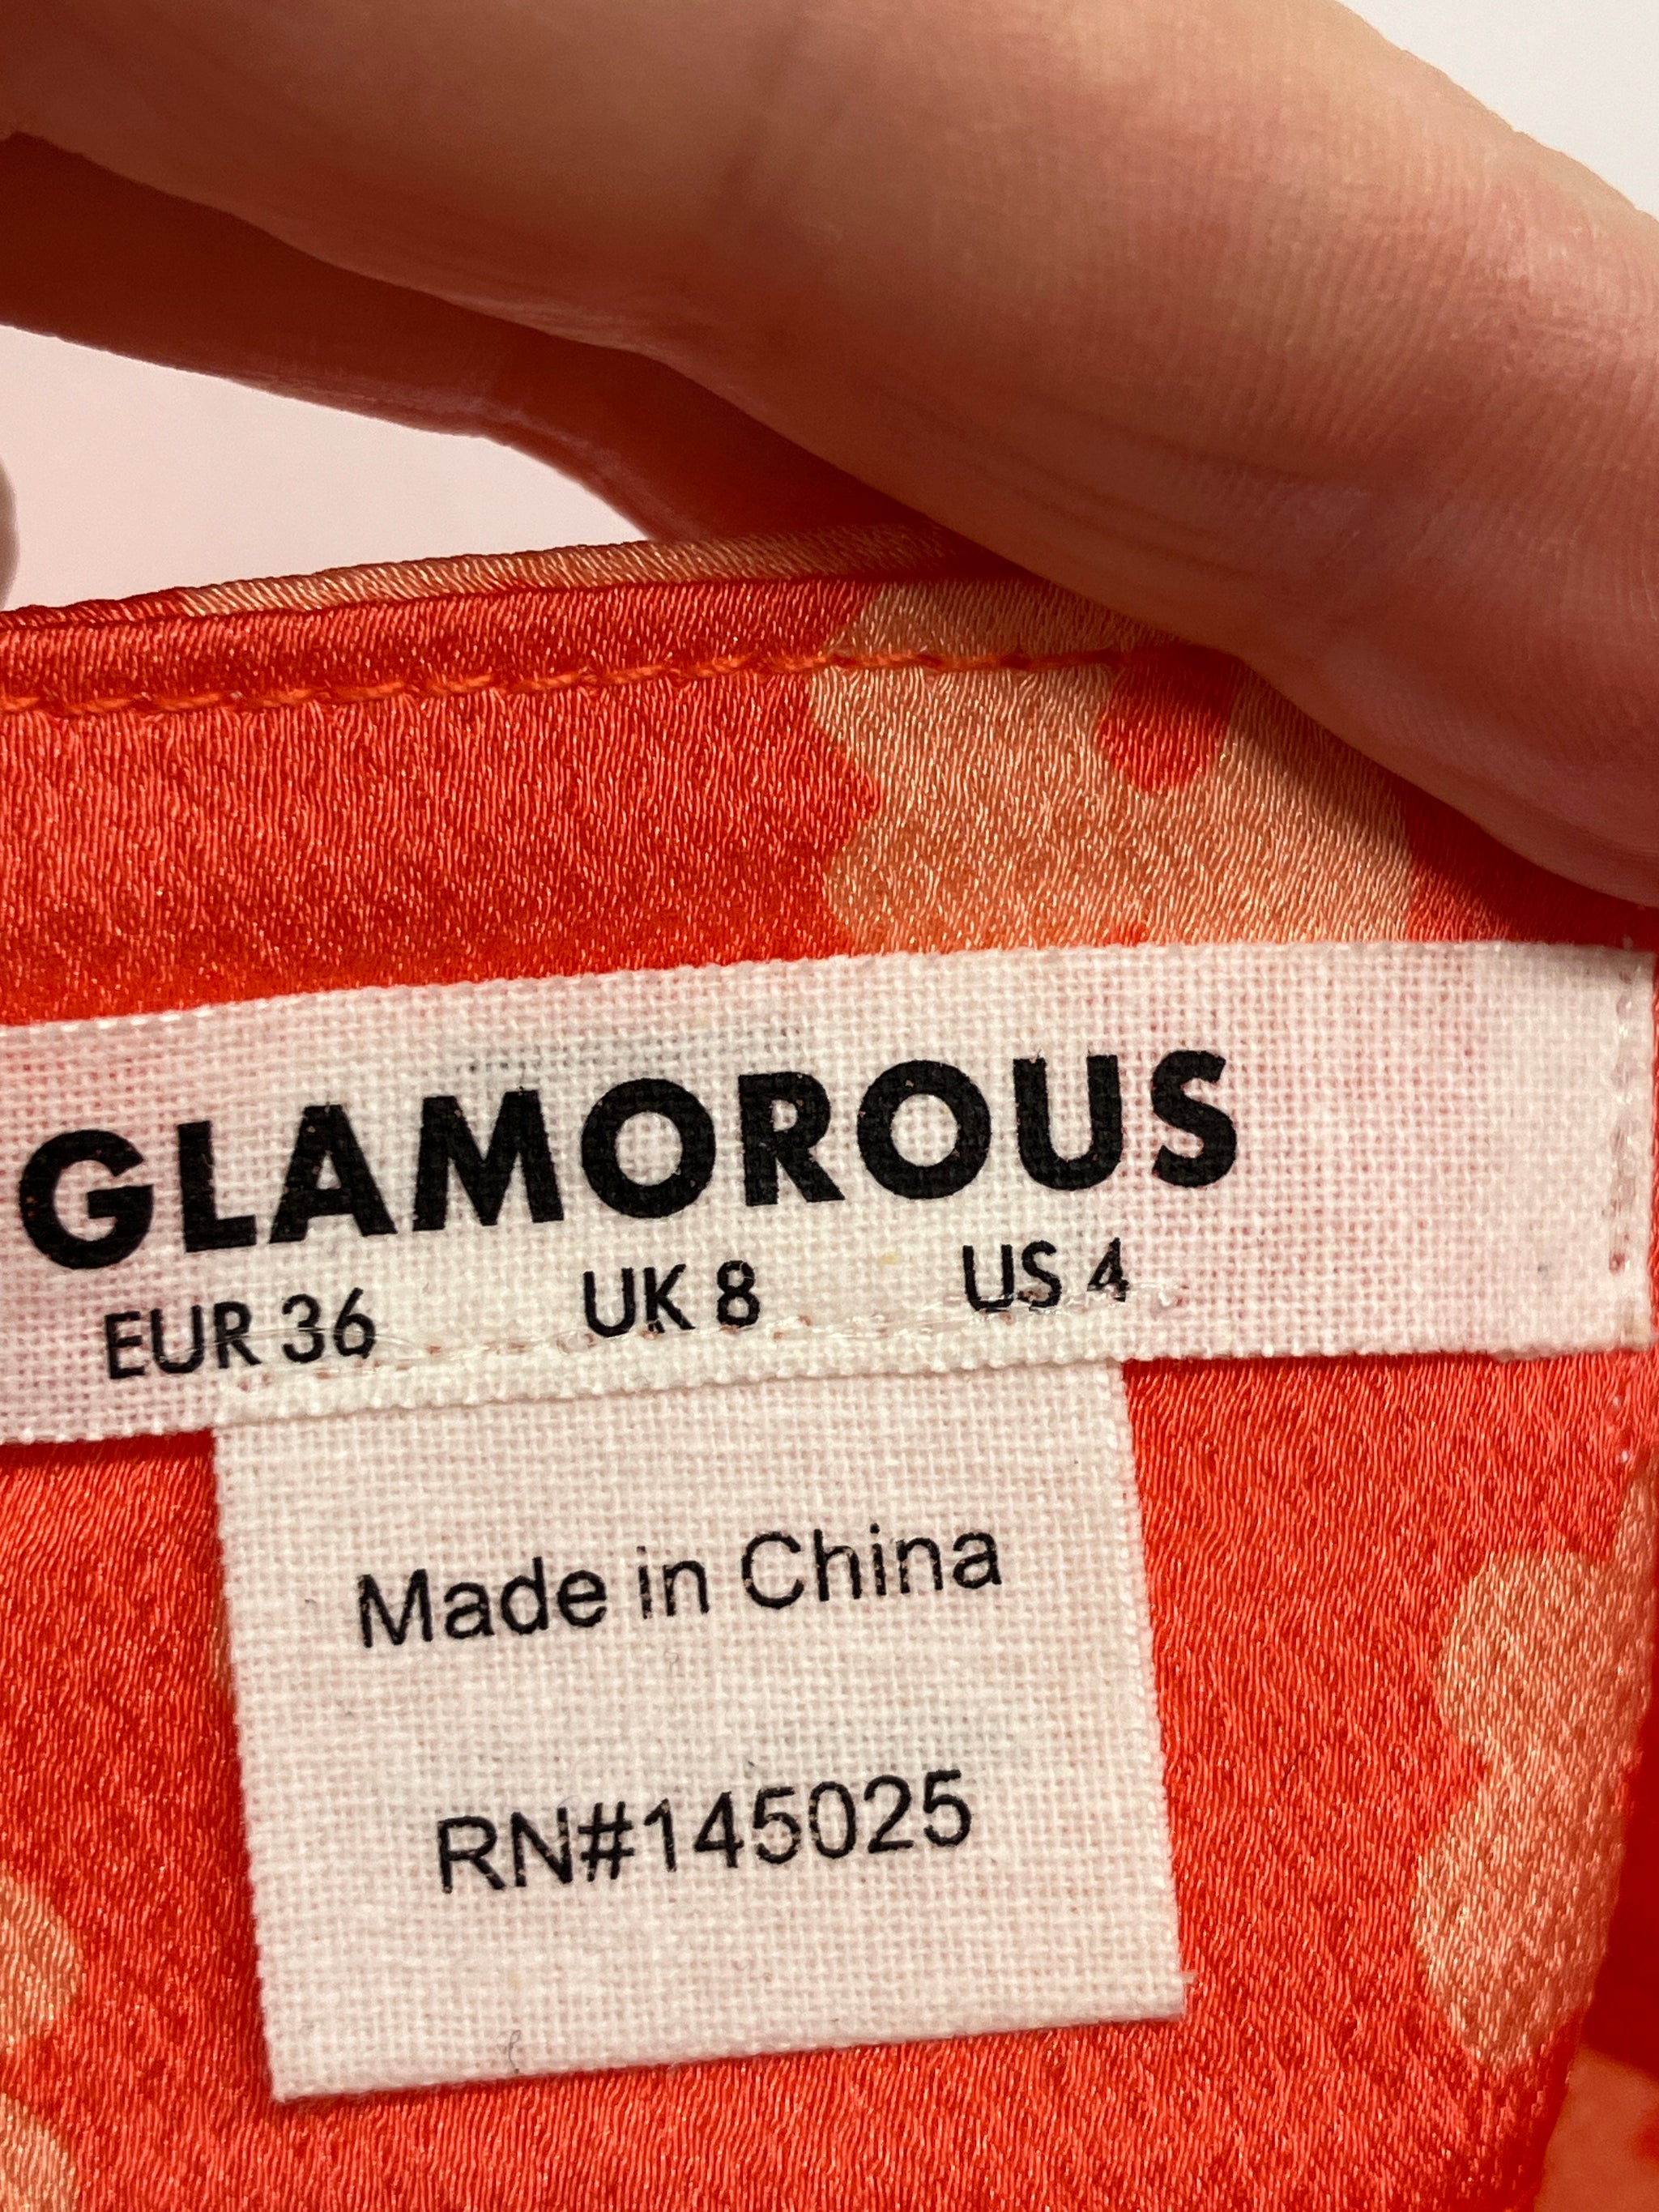 GLAMOROUS
EUR 36 UK 8 US 4
Made in China
RN#145025